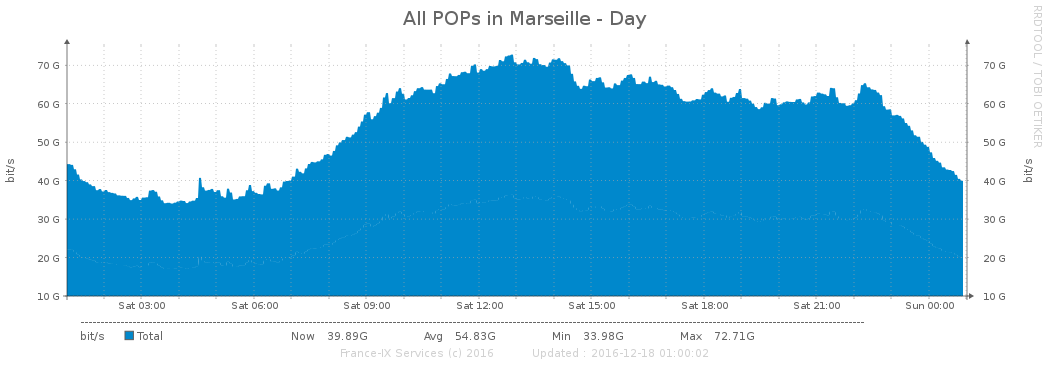 All POPs in Marseille - Day
RRDTOOL / TOBI OETIKER
bit/s
70 G 70 G
60 G 60 G
50 G 50 G
40 G 40 G
30 G 30 G
20 G 20 G
10 G 10 G
bit/s
Sat 03:00 Sat 06:00 Sat 09:00 Sat 12:00 Sat 15:00 Sat 18:00 Sat 21:00 Sun 00:00
bit/s Total Now 39.89G Avg 54.83G Min 33.98G Max 72.71G
France-IX Services (c) 2016 Updated : 2016-12-18 01:00:02